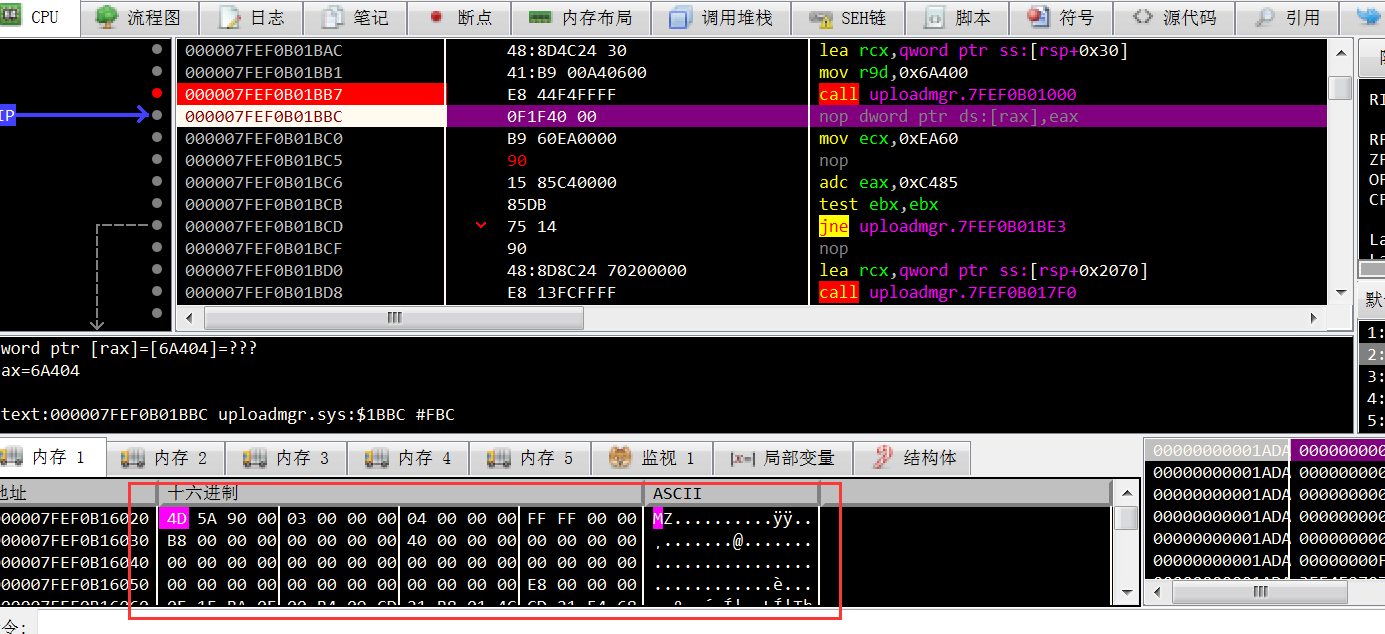 CPU 流程图 日志 笔记 断点 内存布局 调用堆栈 SEH链 脚本 符号 源代码 引用
000007FEF0B01BAC 48:8D4C24 30 lea rcx,qword ptr ss:[rsp+0x30]
000007FEF0B01BB1 41:B9 00A40600 mov r9d,0x6A400
000007FEF0B01BB7 E8 44F4FFFF call uploadmgr.7FEF0B01000
IP 000007FEF0B01BBC 0F1F40 00 nop dword ptr ds:[rax],eax
000007FEF0B01BC0 B9 60EA0000 mov ecx,0xEA60
000007FEF0B01BC5 90 nop
000007FEF0B01BC6 15 85C40000 adc eax,0xC485
000007FEF0B01BCB 85DB test ebx,ebx
000007FEF0B01BCD 75 14 jne uploadmgr.7FEF0B01BE3
000007FEF0B01BCF 90 nop
000007FEF0B01BD0 48:8D8C24 70200000 lea rcx,qword ptr ss:[rsp+0x2070]
000007FEF0B01BD8 E8 13FCFFFF call uploadmgr.7FEF0B017F0
RI
RF
ZF
OF
CF
La
默
1:
2:
3:
4:
5:
word ptr [rax]=[6A404]=???
ax=6A404
text:000007FEF0B01BBC uploadmgr.sys:$1BBC #FBC
内存 1 内存 2 内存 3 内存 4 内存 5 监视 1 |x=| 局部变量 结构体
地址 十六进制 ASCII
00007FEF0B16020 4D 5A 90 00 03 00 00 00 04 00 00 00 FF FF 00 00 MZ..........ÿÿ..
00007FEF0B16030 B8 00 00 00 00 00 00 00 40 00 00 00 00 00 00 00 ¸.......@.......
00007FEF0B16040 00 00 00 00 00 00 00 00 00 00 00 00 00 00 00 00 ................
00007FEF0B16050 00 00 00 00 00 00 00 00 00 00 00 00 E8 00 00 00 ............è...
00000000001ADA 000000000
00000000001ADA 000000000
00000000001ADA 000000000
00000000001ADA 000000000
00000000001ADA 000000000
00000000001ADA 00000000F
令: